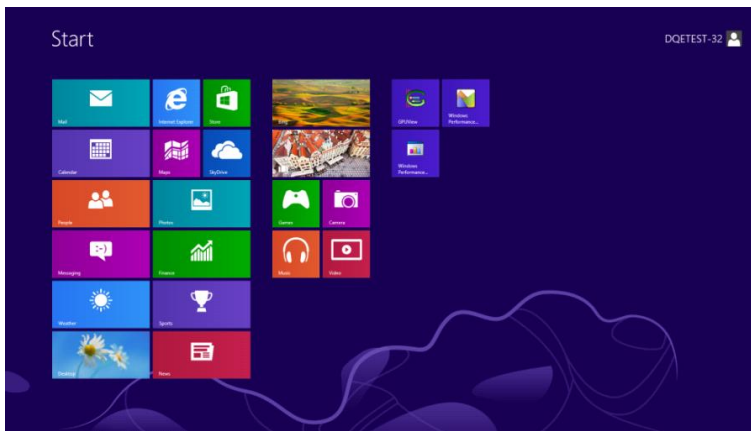 Start
DQETEST-32
Mail
Internet Explorer
Store
Calendar
Maps
SkyDrive
People
Photos
Messaging
Finance
Weather
Sports
Desktop
News
Games
Camera
Music
Video
GPUView
Windows
Performance...
Windows
Performance...